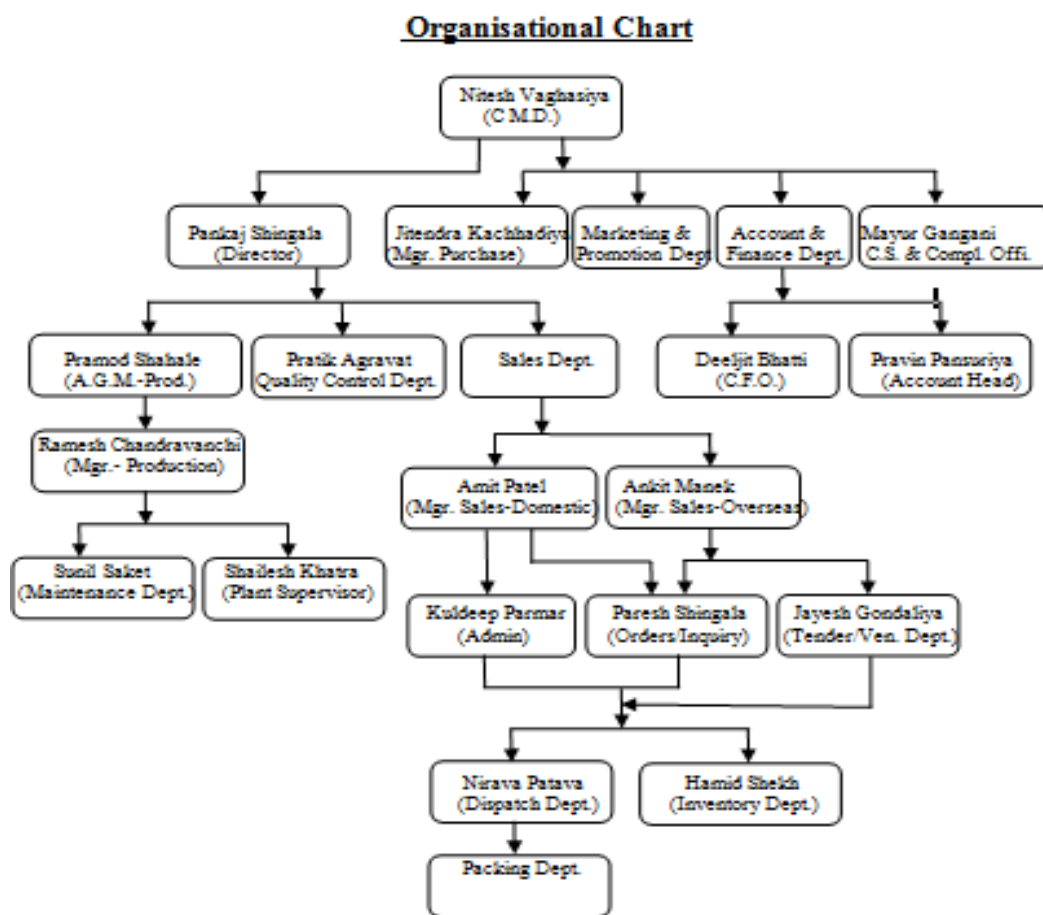 Organisational Chart
Nitesh Vaghasiya
(C M.D.)
Pankaj Shingala
(Director)
Jitendra Kachhadiya
(Mgr. Purchase)
Marketing &
Promotion Dept
Account &
Finance Dept.
Mayur Gangani
C.S. & Compl. Offi.
Pramod Shahale
(A.G.M.-Prod.)
Pratik Agravat
Quality Control Dept.
Sales Dept.
Deeljit Bhatti
(C.F.O.)
Pravin Pansuriya
(Account Head)
Ramesh Chandravanchi
(Mgr.- Production)
Amit Patel
(Mgr. Sales-Domestic)
Ankit Manek
(Mgr. Sales-Overseas)
Sunil Saket
(Maintenance Dept.)
Shailesh Khatra
(Plant Supervisor)
Kuldeep Parmar
(Admin)
Paresh Shingala
(Orders/Inquiry)
Jayesh Gondaliya
(Tender/Ven. Dept.)
Nirava Patava
(Dispatch Dept.)
Hamid Shekh
(Inventory Dept.)
Packing Dept.